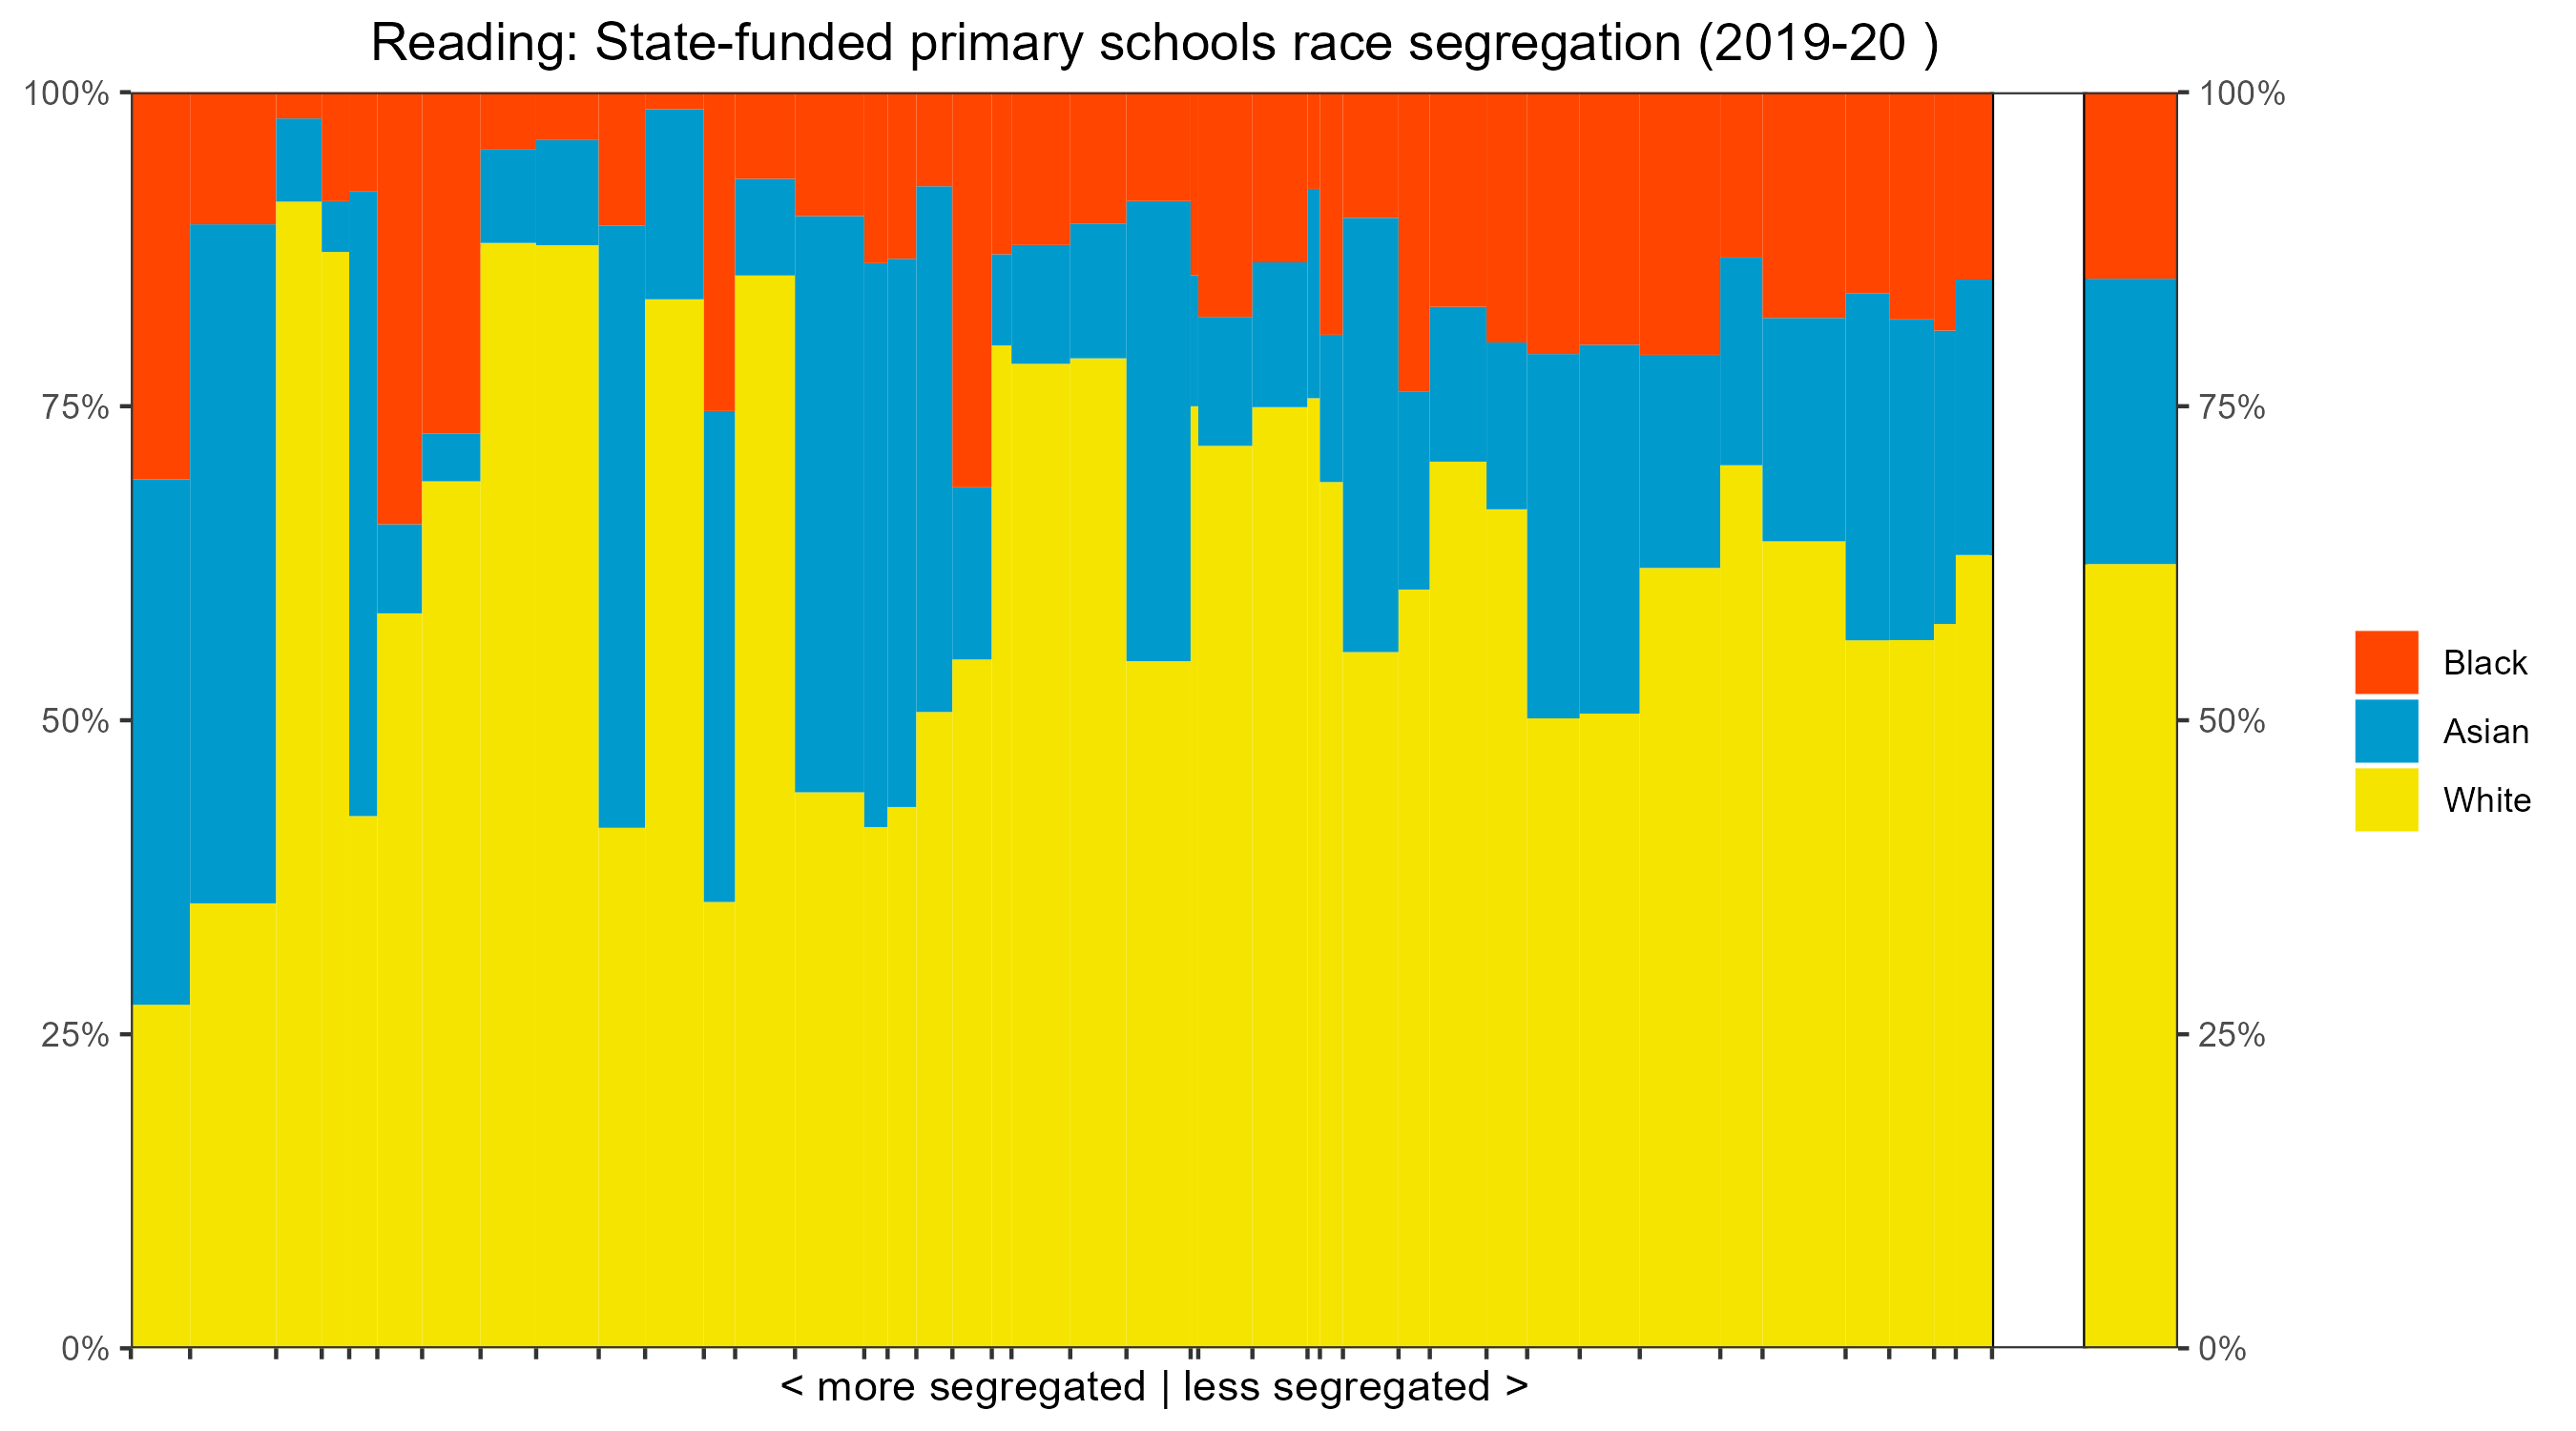 Reading: State-funded primary schools race segregation (2019-20 )
100%
75%
50%
25%
0%
100%
75%
50%
25%
0%
Black
Asian
White
< more segregated | less segregated >